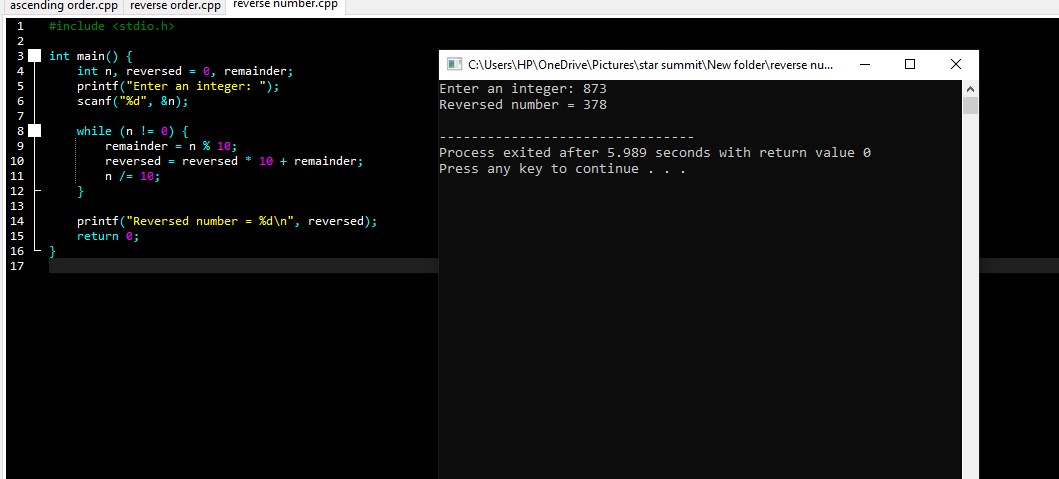 ascending order.cpp reverse order.cpp reverse number.cpp
1 #include <stdio.h>
2
3 int main() {
4 int n, reversed = 0, remainder;
5 printf("Enter an integer: ");
6 scanf("%d", &n);
7
8 while (n != 0) {
9 remainder = n % 10;
10 reversed = reversed * 10 + remainder;
11 n /= 10;
12 }
13
14 printf("Reversed number = %d\n", reversed);
15 return 0;
16 }
17
C:\Users\HP\OneDrive\Pictures\star summit\New folder\reverse nu...
Enter an integer: 873
Reversed number = 378
--------------------------------
Process exited after 5.989 seconds with return value 0
Press any key to continue . . .